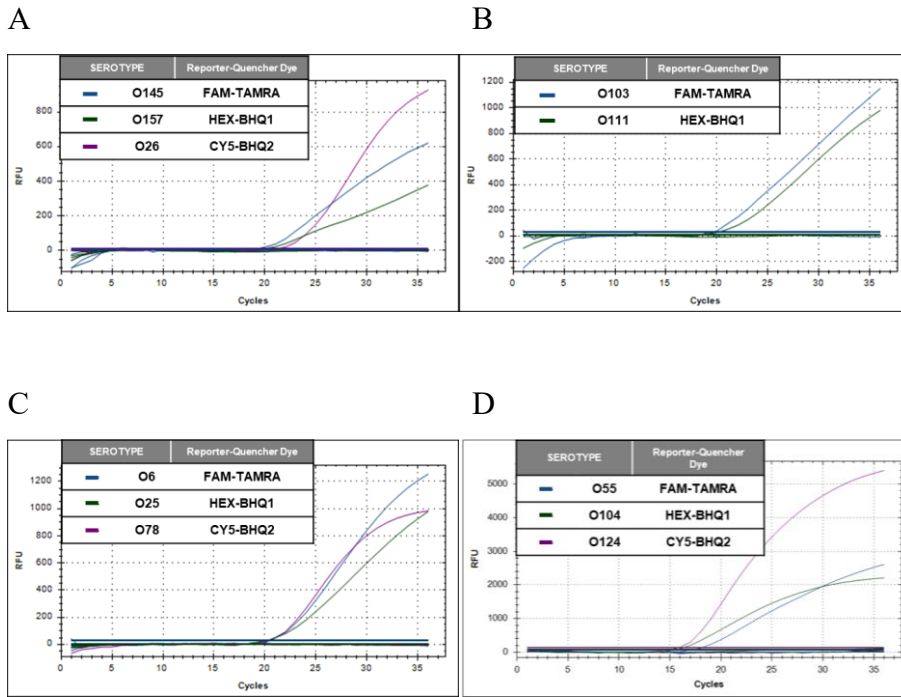 A
B
SEROTYPE Reporter-Quencher Dye
O145 FAM-TAMRA
O157 HEX-BHQ1
O26 CY5-BHQ2
800
600
400
200
0
RFU
0 5 10 15 20 25 30 35
Cycles
SEROTYPE Reporter-Quencher Dye
O103 FAM-TAMRA
O111 HEX-BHQ1
1200
1000
800
600
400
200
0
-200
RFU
0 5 10 15 20 25 30 35
Cycles
C
D
SEROTYPE Reporter-Quencher Dye
O6 FAM-TAMRA
O25 HEX-BHQ1
O78 CY5-BHQ2
1200
1000
800
600
400
200
0
RFU
0 5 10 15 20 25 30 35
Cycles
SEROTYPE Reporter-Quencher
Dye
O55 FAM-TAMRA
O104 HEX-BHQ1
O124 CY5-BHQ2
5000
4000
3000
2000
1000
0
RFU
0 5 10 15 20 25 30 35
Cycles